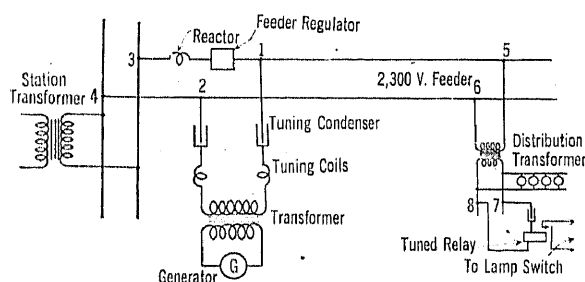 Feeder Regulator
Reactor
3
1
5
Station
Transformer
4
2
2,300 V. Feeder
6
Tuning Condenser
Distribution
Transformer
Tuning Coils
8
7
Transformer
Tuned Relay
To Lamp Switch
Generator
G